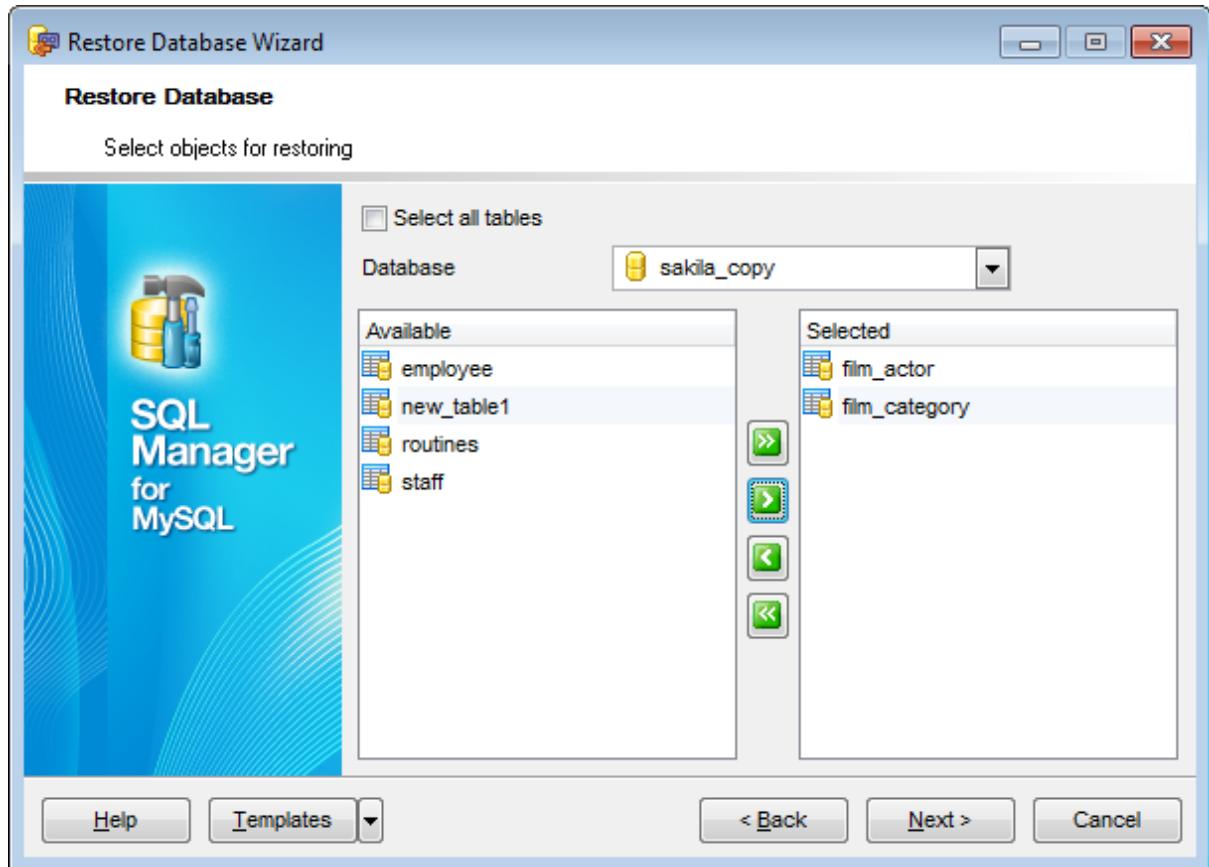 Restore Database Wizard
Restore Database
Select objects for restoring
Select all tables
Database
sakila_copy
Available
employee
new_table1
routines
staff
Selected
film_actor
film_category
SQL
Manager
for
MySQL
Help
Templates
< Back
Next >
Cancel